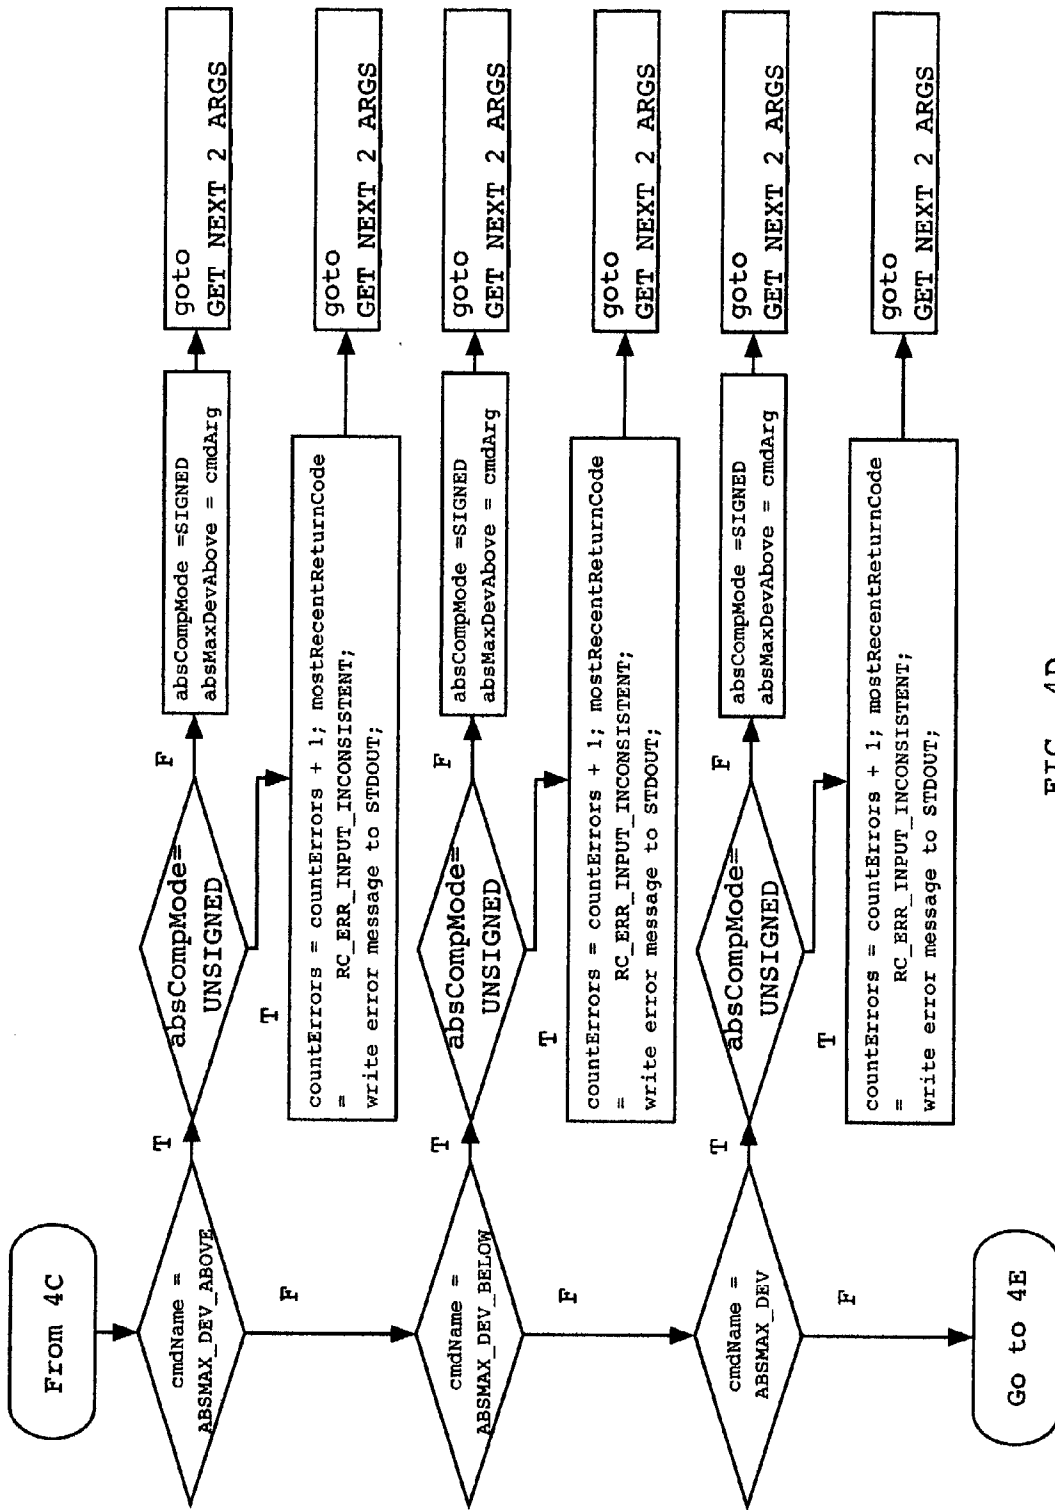 From 4C
cmdName =
ABSMAX_DEV_ABOVE
T
F
absCompMode=
UNSIGNED
F
T
absCompMode =SIGNED
absMaxDevAbove = cmdArg
goto
GET NEXT 2 ARGS
countErrors = countErrors + 1; mostRecentReturnCode
= RC_ERR_INPUT_INCONSISTENT;
write error message to STDOUT;
goto
GET NEXT 2 ARGS
cmdName =
ABSMAX_DEV_BELOW
T
F
absCompMode=
UNSIGNED
F
T
absCompMode =SIGNED
absMaxDevAbove = cmdArg
goto
GET NEXT 2 ARGS
countErrors = countErrors + 1; mostRecentReturnCode
= RC_ERR_INPUT_INCONSISTENT;
write error message to STDOUT;
goto
GET NEXT 2 ARGS
cmdName =
ABSMAX_DEV
T
F
absCompMode=
UNSIGNED
F
T
absCompMode =SIGNED
absMaxDevAbove = cmdArg
goto
GET NEXT 2 ARGS
countErrors = countErrors + 1; mostRecentReturnCode
= RC_ERR_INPUT_INCONSISTENT;
write error message to STDOUT;
goto
GET NEXT 2 ARGS
Go to 4E
FIG. 4D